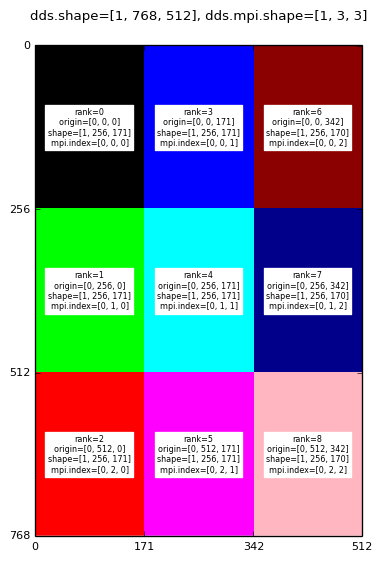 dds.shape=[1, 768, 512], dds.mpi.shape=[1, 3, 3]
0
rank=0
origin=[0, 0, 0]
shape=[1, 256, 171]
mpi.index=[0, 0, 0]
rank=3
origin=[0, 0, 171]
shape=[1, 256, 171]
mpi.index=[0, 0, 1]
rank=6
origin=[0, 0, 342]
shape=[1, 256, 170]
mpi.index=[0, 0, 2]
256
rank=1
origin=[0, 256, 0]
shape=[1, 256, 171]
mpi.index=[0, 1, 0]
rank=4
origin=[0, 256, 171]
shape=[1, 256, 171]
mpi.index=[0, 1, 1]
rank=7
origin=[0, 256, 342]
shape=[1, 256, 170]
mpi.index=[0, 1, 2]
512
rank=2
origin=[0, 512, 0]
shape=[1, 256, 171]
mpi.index=[0, 2, 0]
rank=5
origin=[0, 512, 171]
shape=[1, 256, 171]
mpi.index=[0, 2, 1]
rank=8
origin=[0, 512, 342]
shape=[1, 256, 170]
mpi.index=[0, 2, 2]
768
0 171 342 512